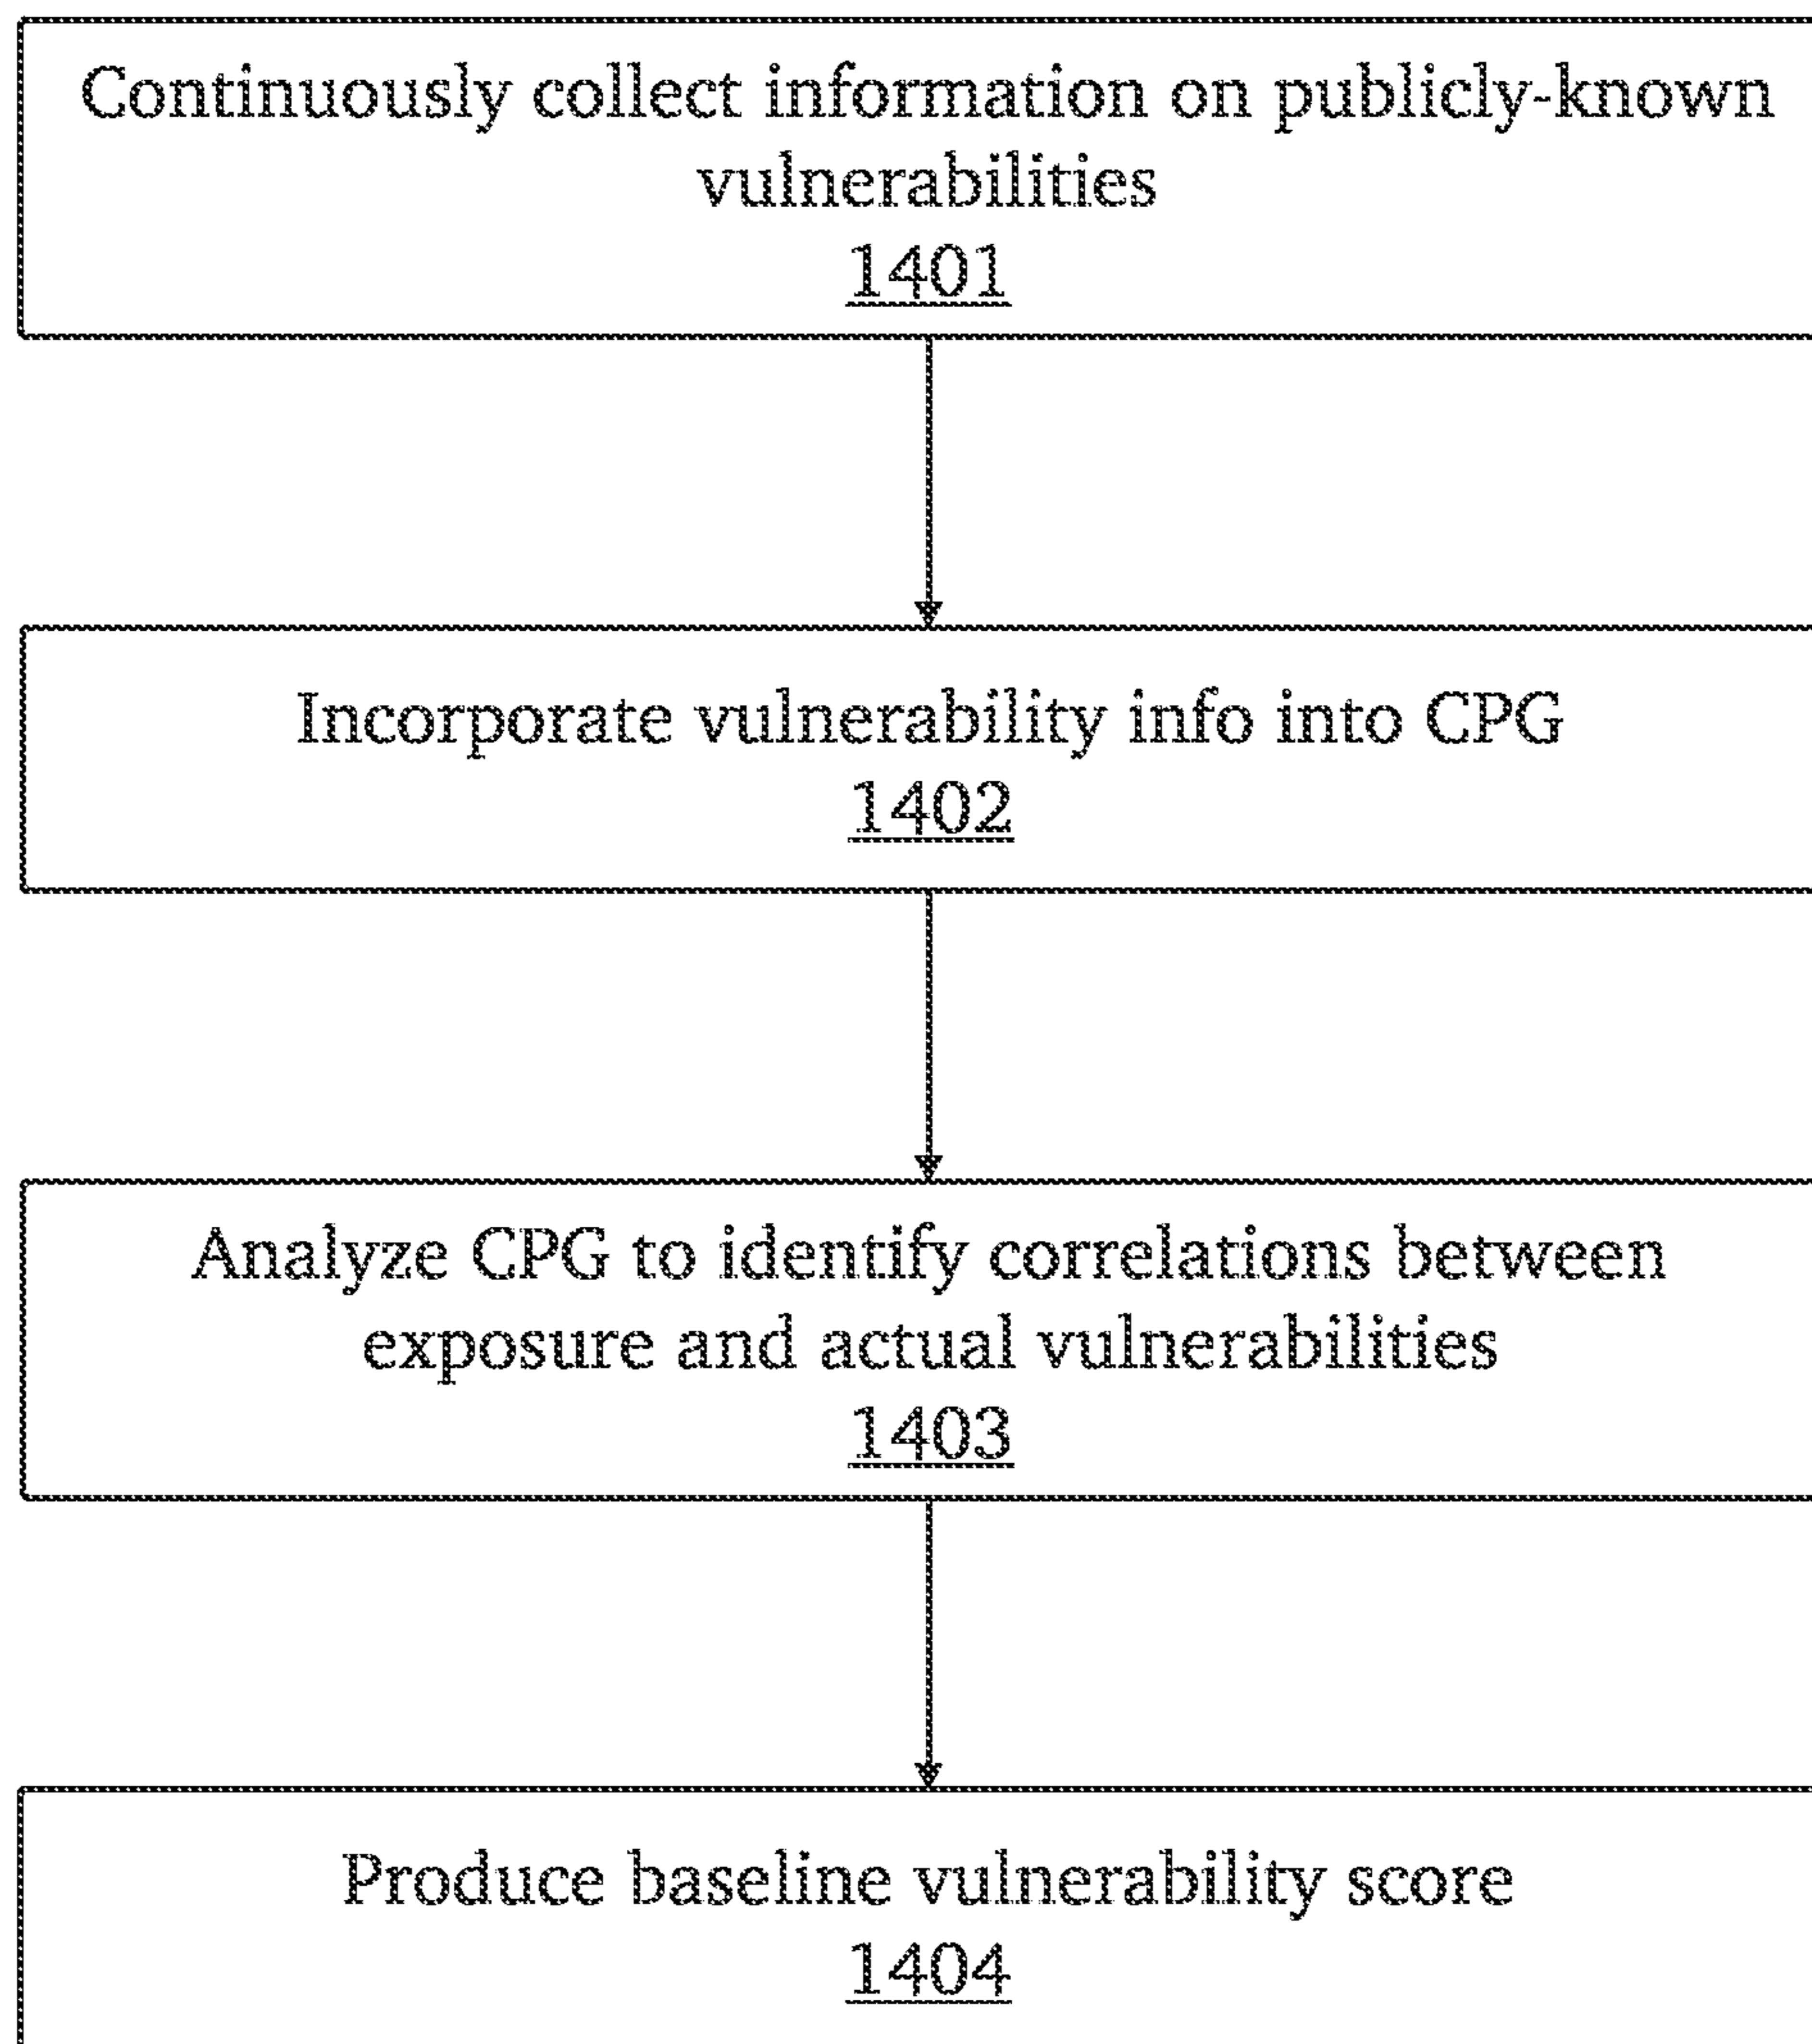 Continuously collect information on publicly-known
vulnerabilities
1401
Incorporate vulnerability info into CPG
1402
Analyze CPG to identify correlations between
exposure and actual vulnerabilities
1403
Produce baseline vulnerability score
1404